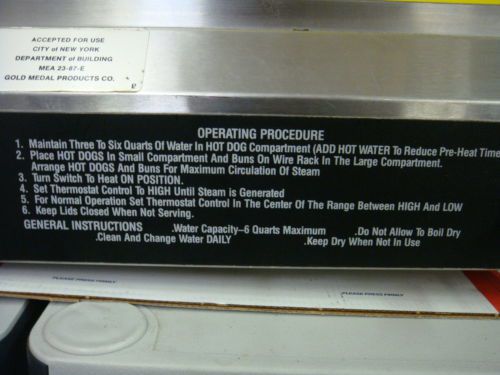 ACCEPTED FOR USE
CITY of NEW YORK
DEPARTMENT of BUILDING
MEA 23-87-E
GOLD MEDAL PRODUCTS CO.
OPERATING PROCEDURE
1. Maintain Three To Six Quarts Of Water In HOT DOG Compartment (ADD HOT WATER To Reduce Pre-Heat Time
2. Place HOT DOGS In Small Compartment And Buns On Wire Rack In The Large Compartment.
Arrange HOT DOGS And Buns For Maximum Circulation Of Steam
3. Turn Switch To Heat ON POSITION.
4. Set Thermostat Control To HIGH Until Steam is Generated
5. For Normal Operation Set Thermostat Control In The Center Of The Range Between HIGH And LOW
6. Keep Lids Closed When Not Serving.
GENERAL INSTRUCTIONS .Water Capacity–6 Quarts Maximum .Do Not Allow To Boil Dry
.Clean And Change Water DAILY .Keep Dry When Not In Use
PLEASE PRESS FIRMLY PLEASE PRESS FIRMLY